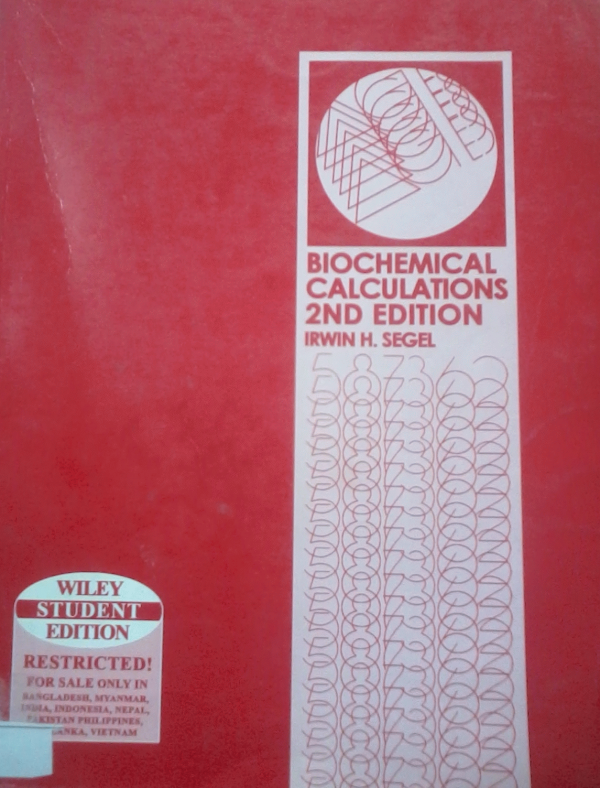 BIOCHEMICAL
CALCULATIONS
2ND EDITION
IRWIN H. SEGEL
587362
WILEY
STUDENT
EDITION
RESTRICTED!
FOR SALE ONLY IN
BANGLADESH, MYANMAR,
INDIA, INDONESIA, NEPAL,
PAKISTAN PHILIPPINES,
LANKA, VIETNAM